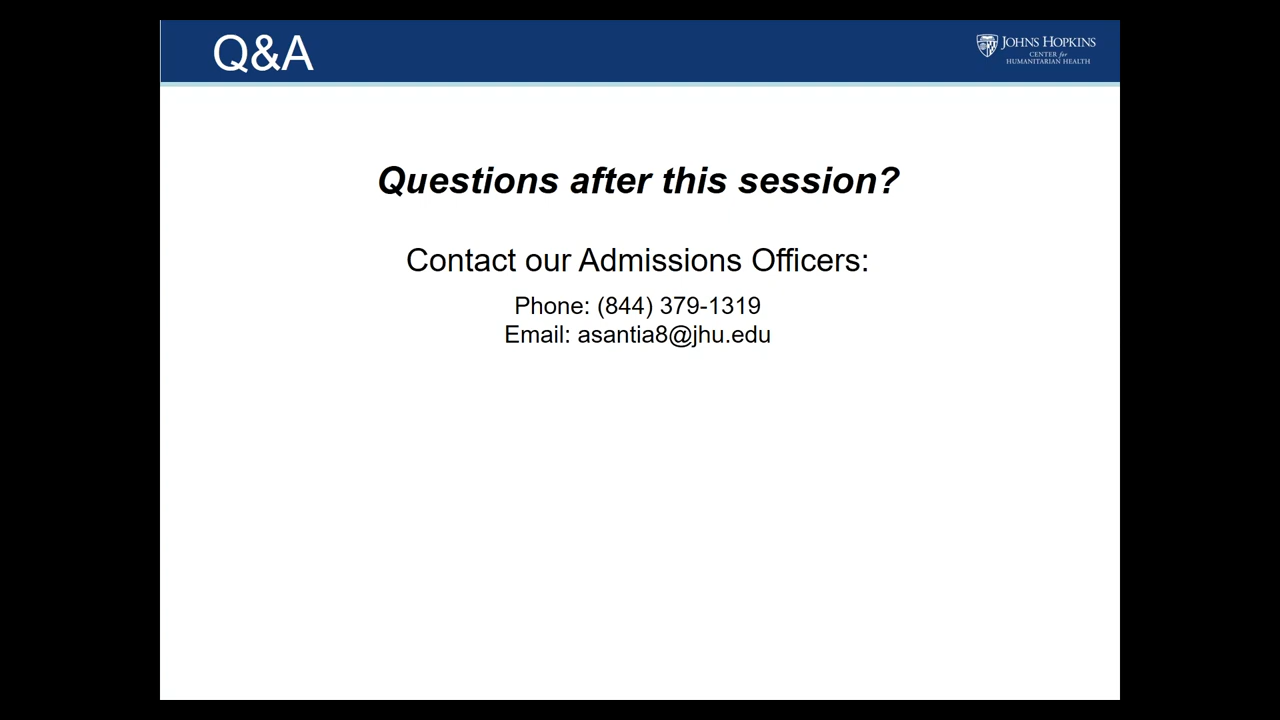 Q&A
JOHNS HOPKINS
CENTER for
HUMANITARIAN HEALTH
Questions after this session?
Contact our Admissions Officers:
Phone: (844) 379-1319
Email: asantia8@jhu.edu